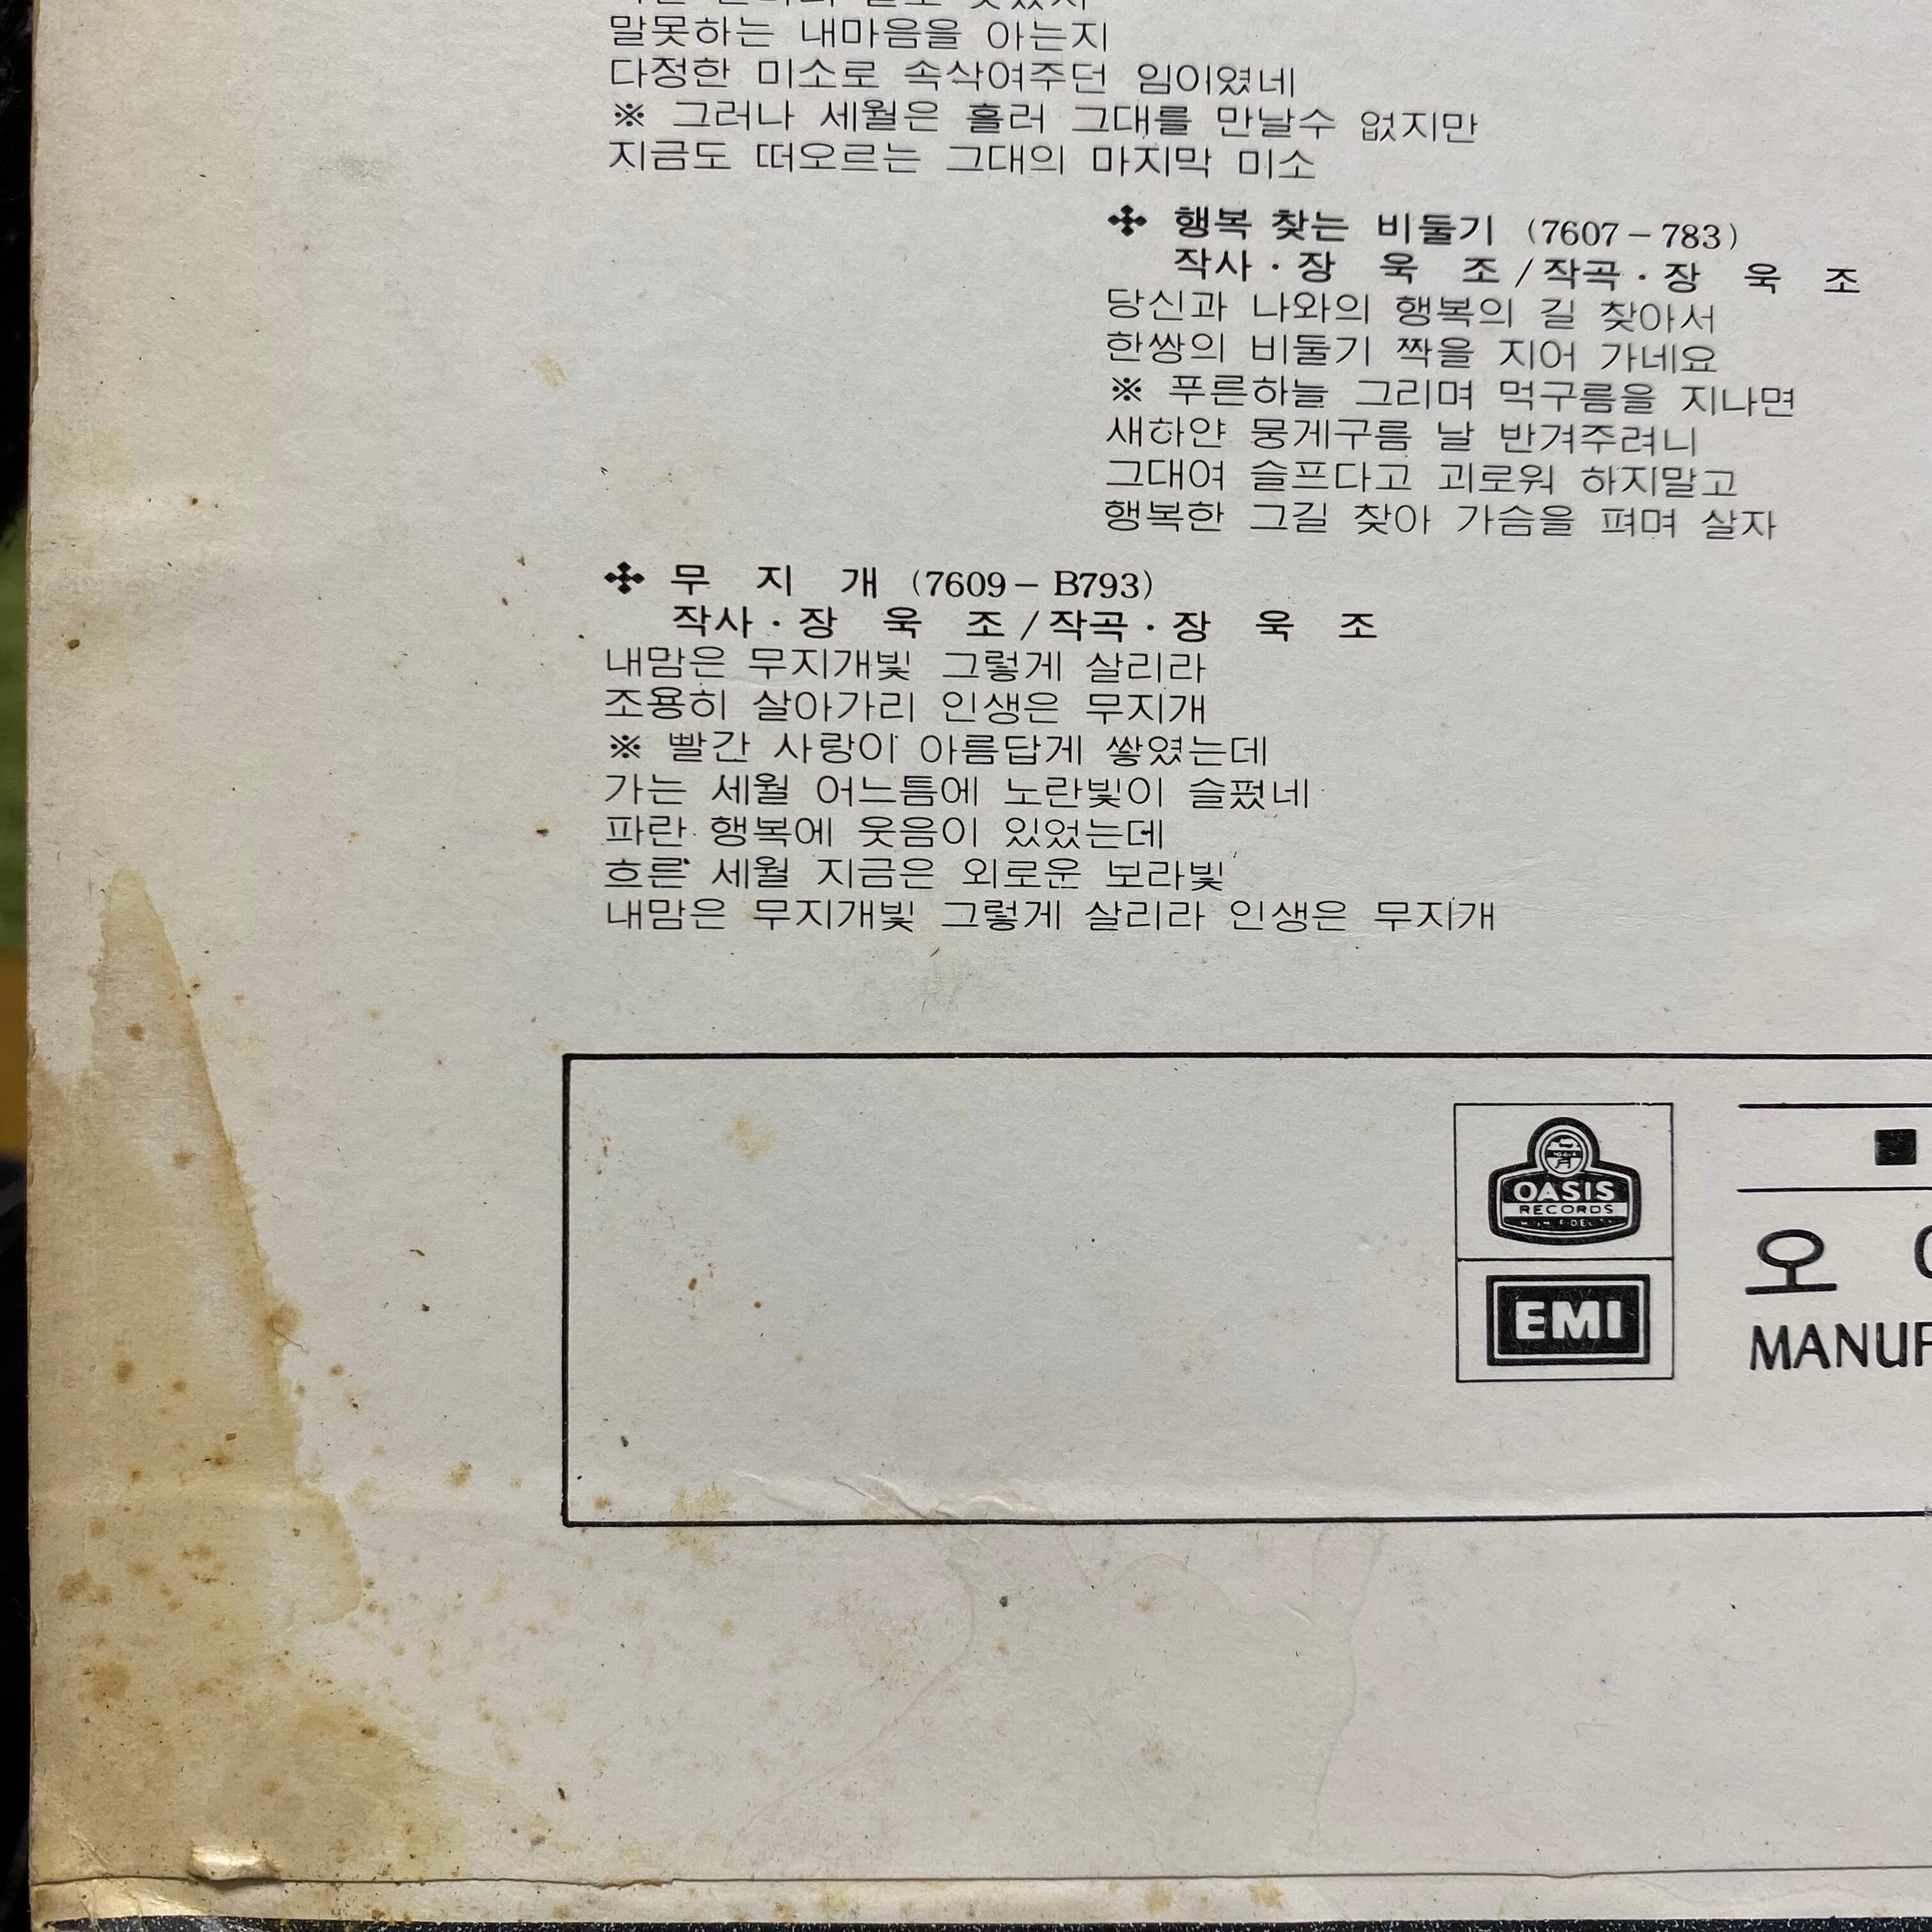 말못하는 내마음을 아는지
다정한 미소로 속삭여주던 임이였네
※ 그러나 세월은 흘러 그대를 만날수 없지만
지금도 떠오르는 그대의 마지막 미소
✣ 행복 찾는 비둘기 (7607－783)
작사·장 욱 조/작곡·장 욱 조
당신과 나와의 행복의 길 찾아서
한쌍의 비둘기 짝을 지어 가네요
※ 푸른하늘 그리며 먹구름을 지나면
새하얀 뭉게구름 날 반겨주려니
그대여 슬프다고 괴로워 하지말고
행복한 그길 찾아 가슴을 펴며 살자
✣ 무 지 개 (7609－B793)
작사·장 욱 조/작곡·장 욱 조
내맘은 무지개빛 그렇게 살리라
조용히 살아가리 인생은 무지개
※ 빨간 사랑이 아름답게 쌓였는데
가는 세월 어느틈에 노란빛이 슬펐네
파란 행복에 웃음이 있었는데
흐른 세월 지금은 외로운 보라빛
내맘은 무지개빛 그렇게 살리라 인생은 무지개
OASIS
RECORDS
EMI
■
오
MANUF